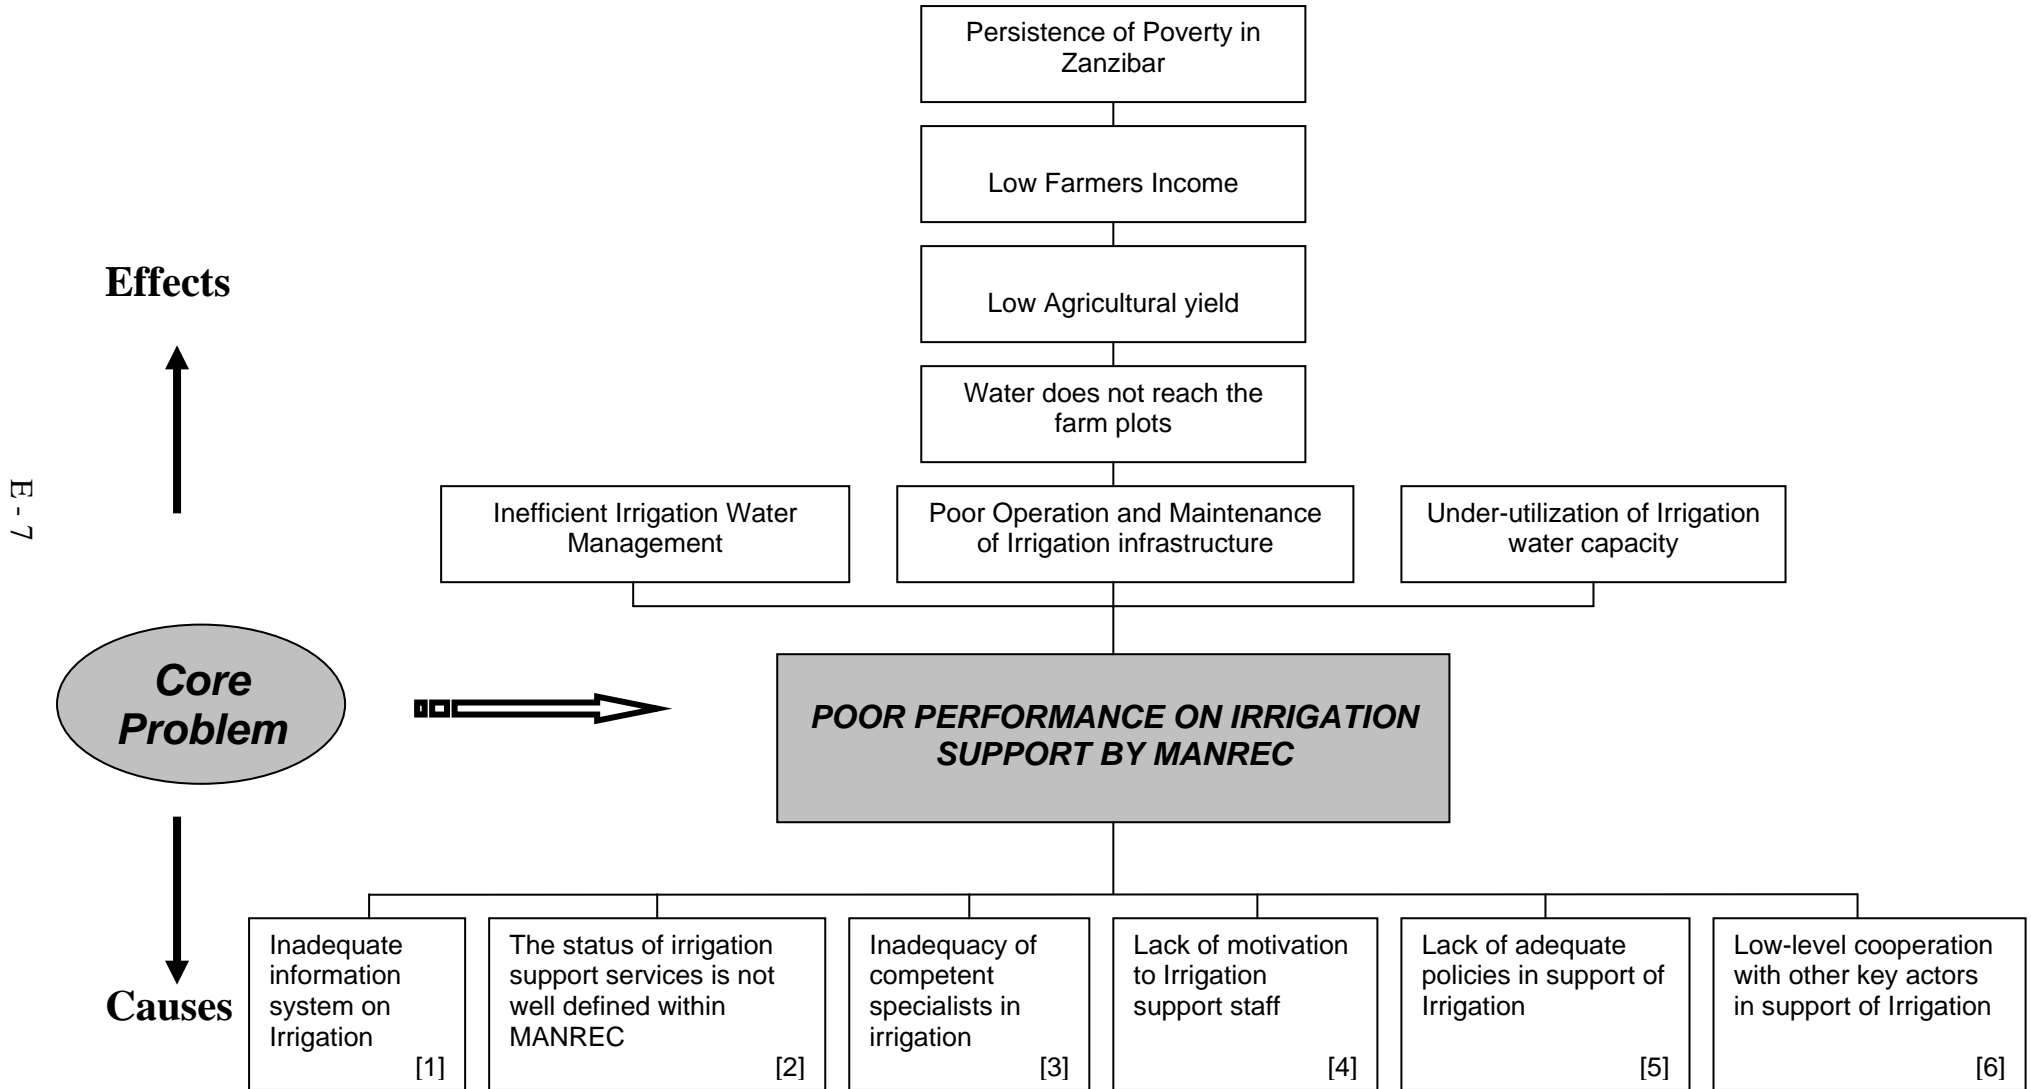 Persistence of Poverty in
Zanzibar
Low Farmers Income
Low Agricultural yield
Water does not reach the
farm plots
Effects
E - 7
Inefficient Irrigation Water
Management
Poor Operation and Maintenance
of Irrigation infrastructure
Under-utilization of Irrigation
water capacity
Core
Problem
POOR PERFORMANCE ON IRRIGATION
SUPPORT BY MANREC
Causes
Inadequate
information
system on
Irrigation
[1]
The status of irrigation
support services is not
well defined within
MANREC
[2]
Inadequacy of
competent
specialists in
irrigation
[3]
Lack of motivation
to Irrigation
support staff
[4]
Lack of adequate
policies in support of
Irrigation
[5]
Low-level cooperation
with other key actors
in support of Irrigation
[6]